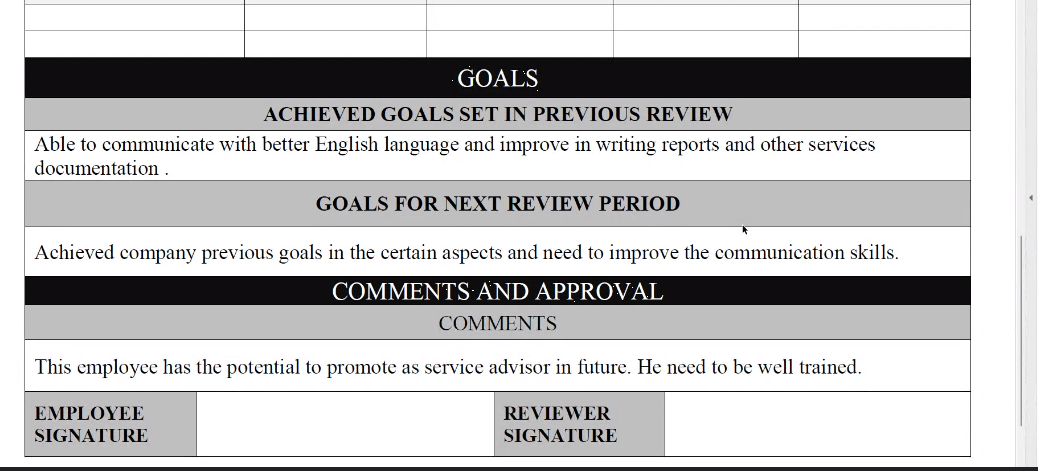 GOALS
ACHIEVED GOALS SET IN PREVIOUS REVIEW
Able to communicate with better English language and improve in writing reports and other services
documentation .
GOALS FOR NEXT REVIEW PERIOD
Achieved company previous goals in the certain aspects and need to improve the communication skills.
COMMENTS AND APPROVAL
COMMENTS
This employee has the potential to promote as service advisor in future. He need to be well trained.
EMPLOYEE
SIGNATURE
REVIEWER
SIGNATURE